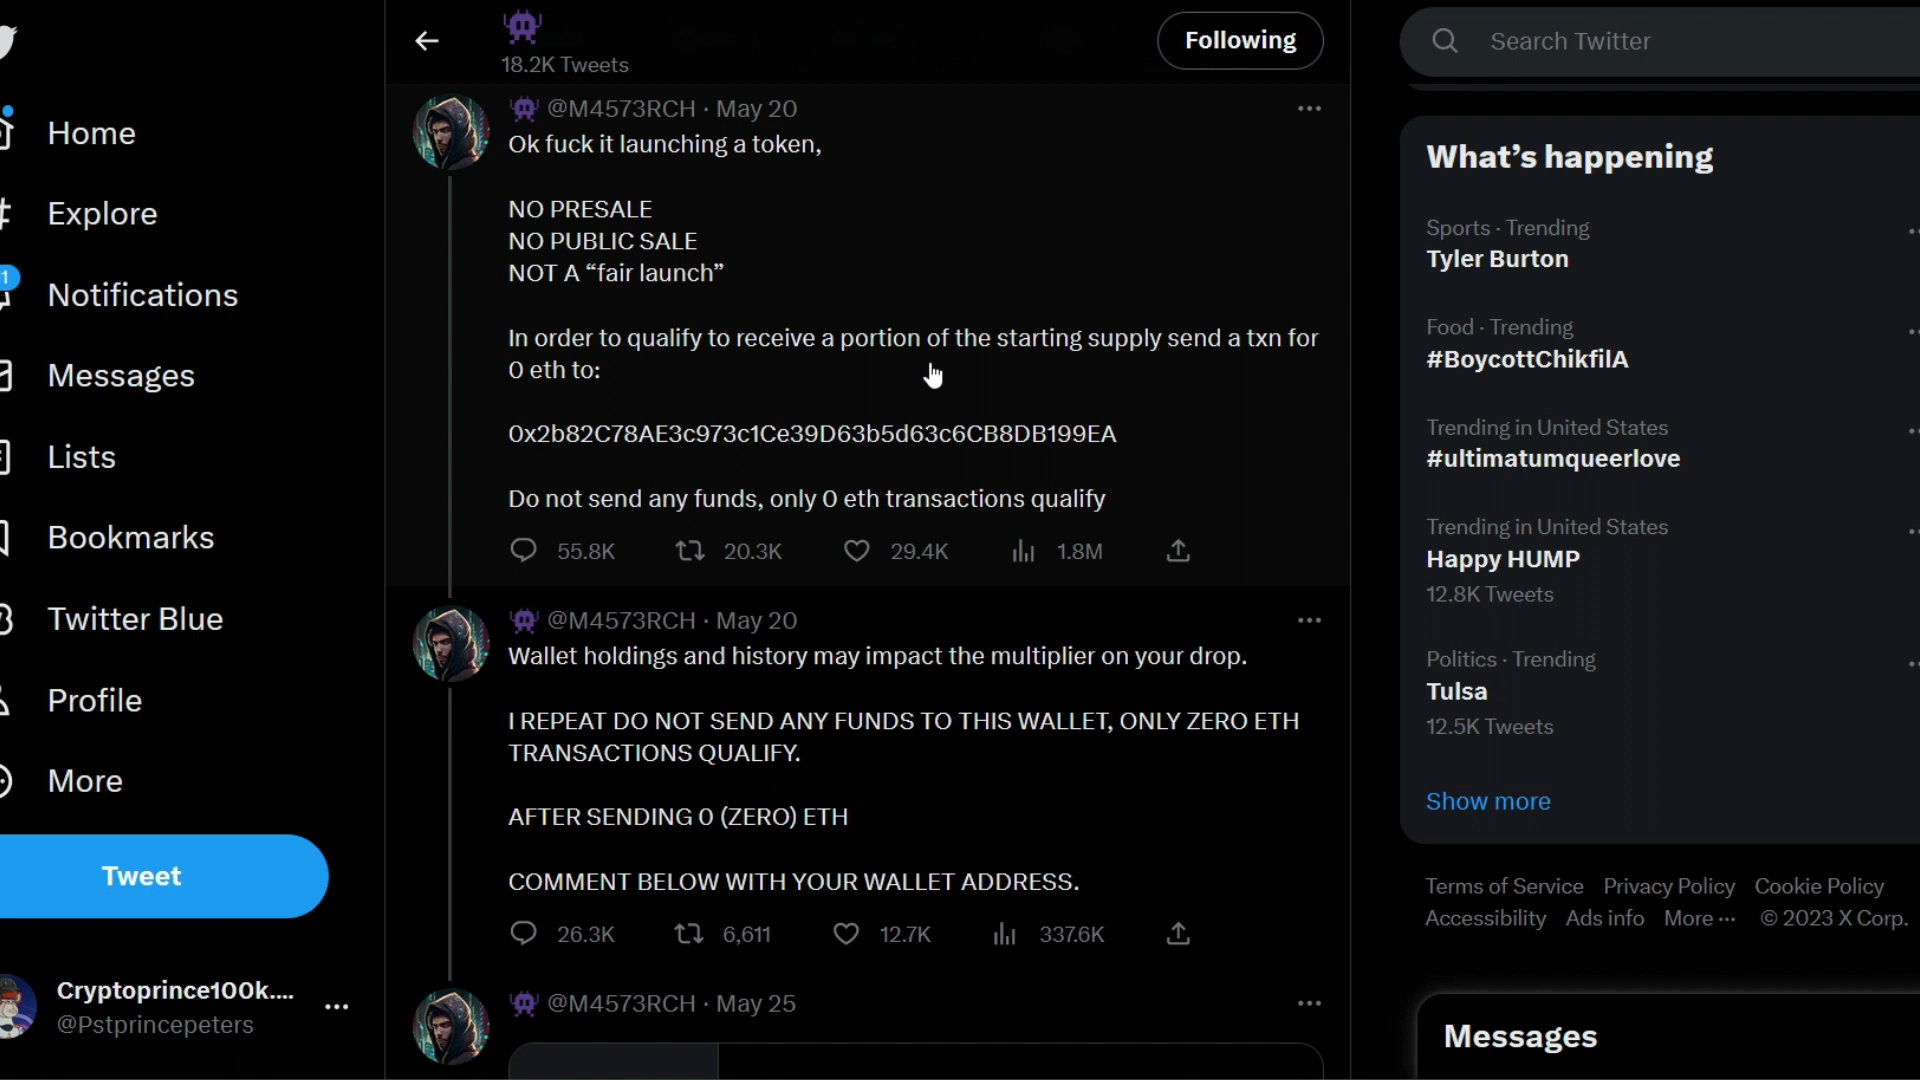 18.2K Tweets
Following
Search Twitter
Home
Explore
1
Notifications
Messages
Lists
Bookmarks
Twitter Blue
Profile
More
Tweet
Cryptoprince100k....
@Pstprincepeters
@M4573RCH · May 20
Ok fuck it launching a token,
NO PRESALE
NO PUBLIC SALE
NOT A “fair launch”
In order to qualify to receive a portion of the starting supply send a txn for
0 eth to:
0x2b82C78AE3c973c1Ce39D63b5d63c6CB8DB199EA
Do not send any funds, only 0 eth transactions qualify
55.8K 20.3K 29.4K 1.8M
@M4573RCH · May 20
Wallet holdings and history may impact the multiplier on your drop.
I REPEAT DO NOT SEND ANY FUNDS TO THIS WALLET, ONLY ZERO ETH
TRANSACTIONS QUALIFY.
AFTER SENDING 0 (ZERO) ETH
COMMENT BELOW WITH YOUR WALLET ADDRESS.
26.3K 6,611 12.7K 337.6K
@M4573RCH · May 25
What’s happening
Sports · Trending
Tyler Burton
Food · Trending
#BoycottChikfilA
Trending in United States
#ultimatumqueerlove
Trending in United States
Happy HUMP
12.8K Tweets
Politics · Trending
Tulsa
12.5K Tweets
Show more
Terms of Service Privacy Policy Cookie Policy
Accessibility Ads info More ··· © 2023 X Corp.
Messages